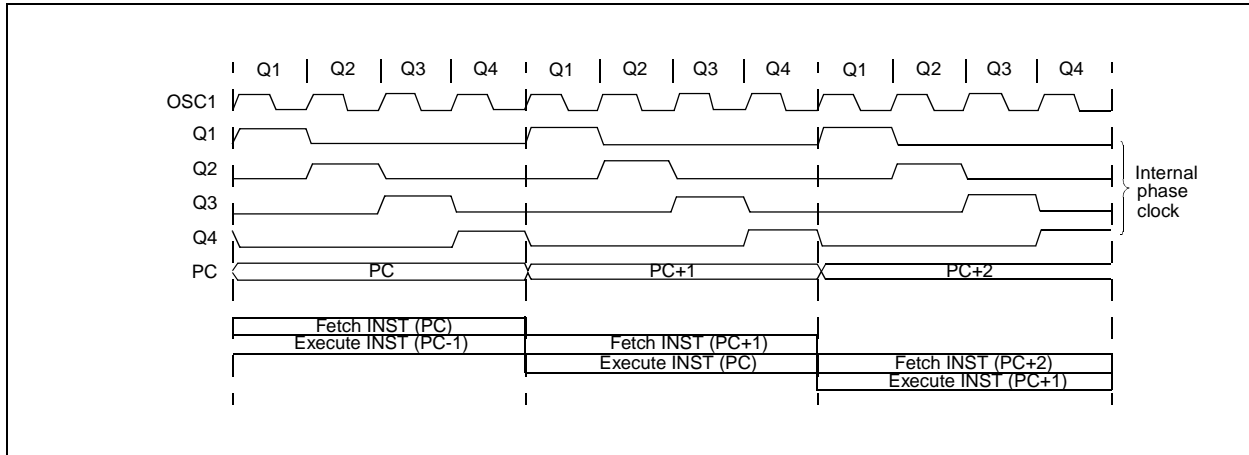 Q1 Q2 Q3 Q4 Q1 Q2 Q3 Q4 Q1 Q2 Q3 Q4
OSC1
Q1
Q2
Q3
Q4
PC
Internal
phase
clock
PC PC+1 PC+2
Fetch INST (PC)
Execute INST (PC-1) Fetch INST (PC+1)
Execute INST (PC) Fetch INST (PC+2)
Execute INST (PC+1)